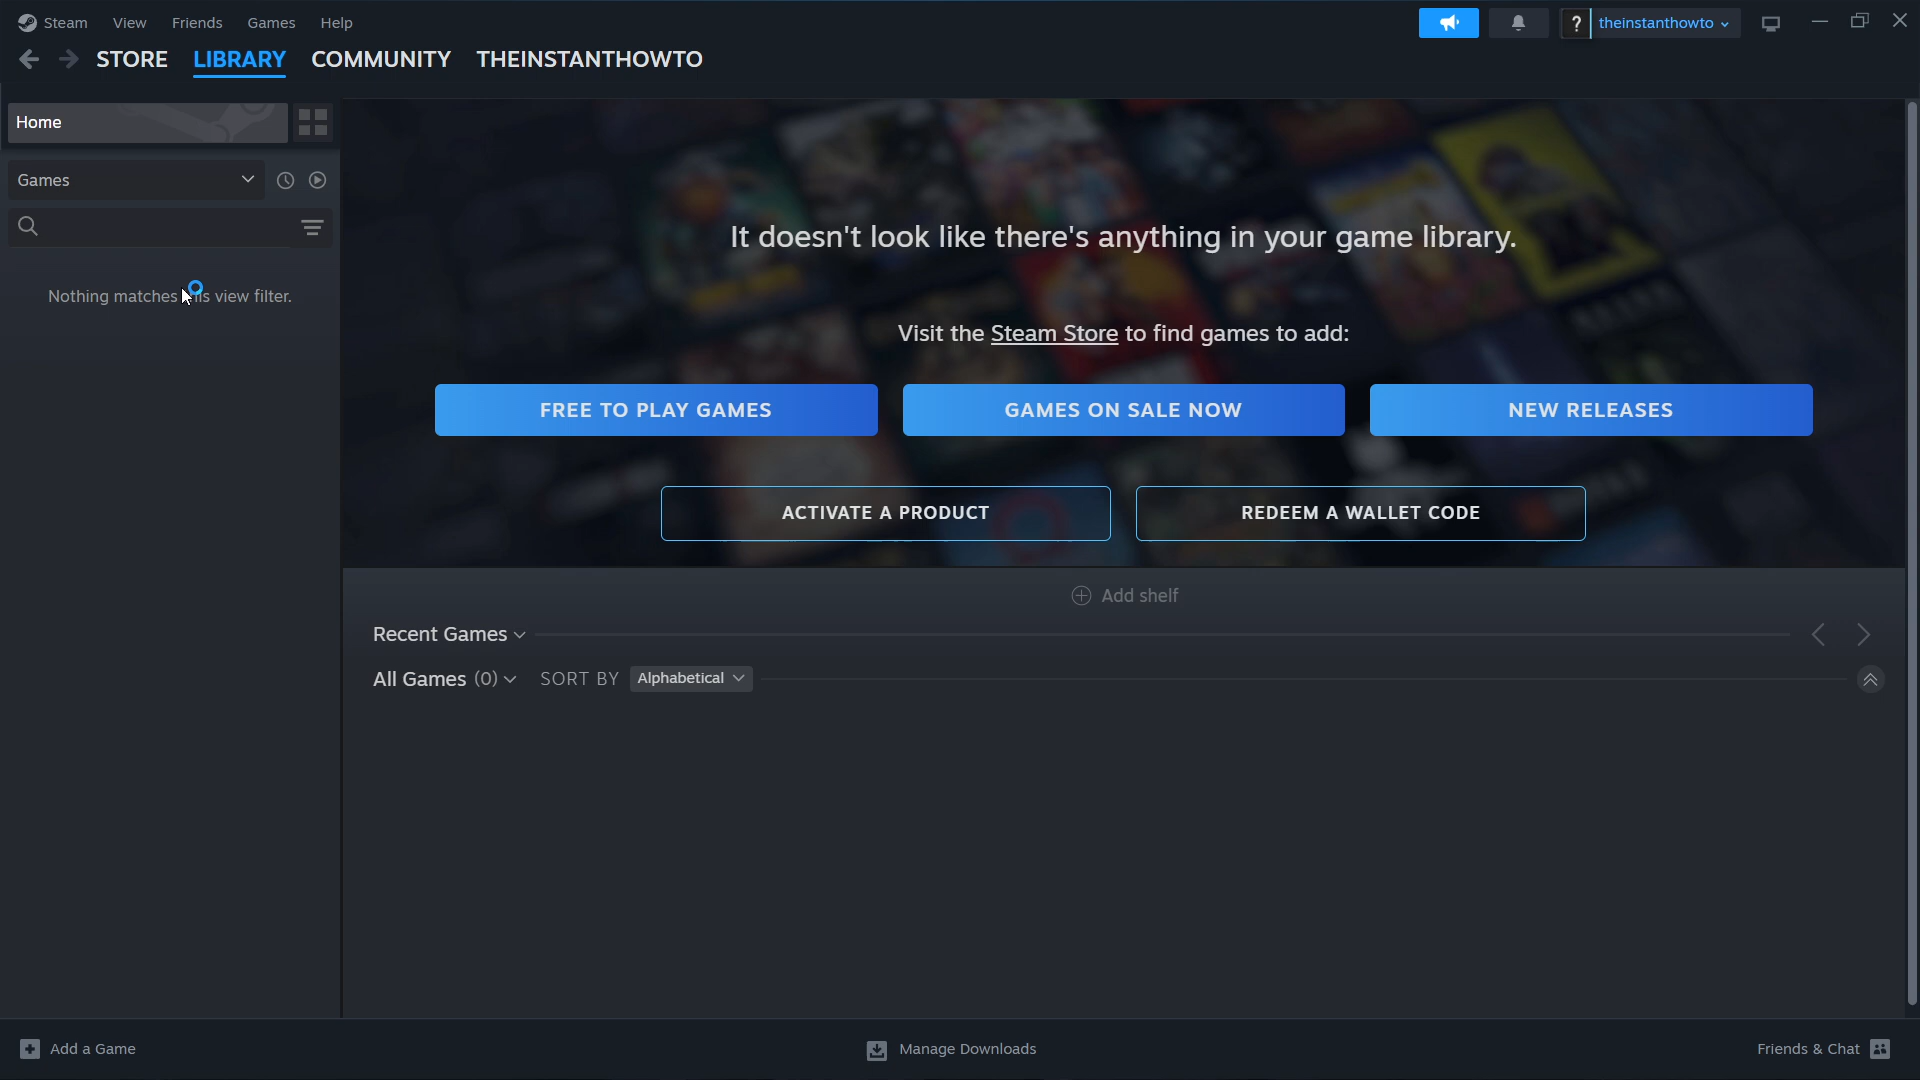 Steam View Friends Games Help
? theinstanthowto
STORE LIBRARY COMMUNITY THEINSTANTHOWTO
Home
Games
Nothing matches this view filter.
It doesn't look like there's anything in your game library.
Visit the Steam Store to find games to add:
FREE TO PLAY GAMES GAMES ON SALE NOW NEW RELEASES
ACTIVATE A PRODUCT REDEEM A WALLET CODE
Add shelf
Recent Games
All Games (0) SORT BY Alphabetical
Add a Game Manage Downloads Friends & Chat